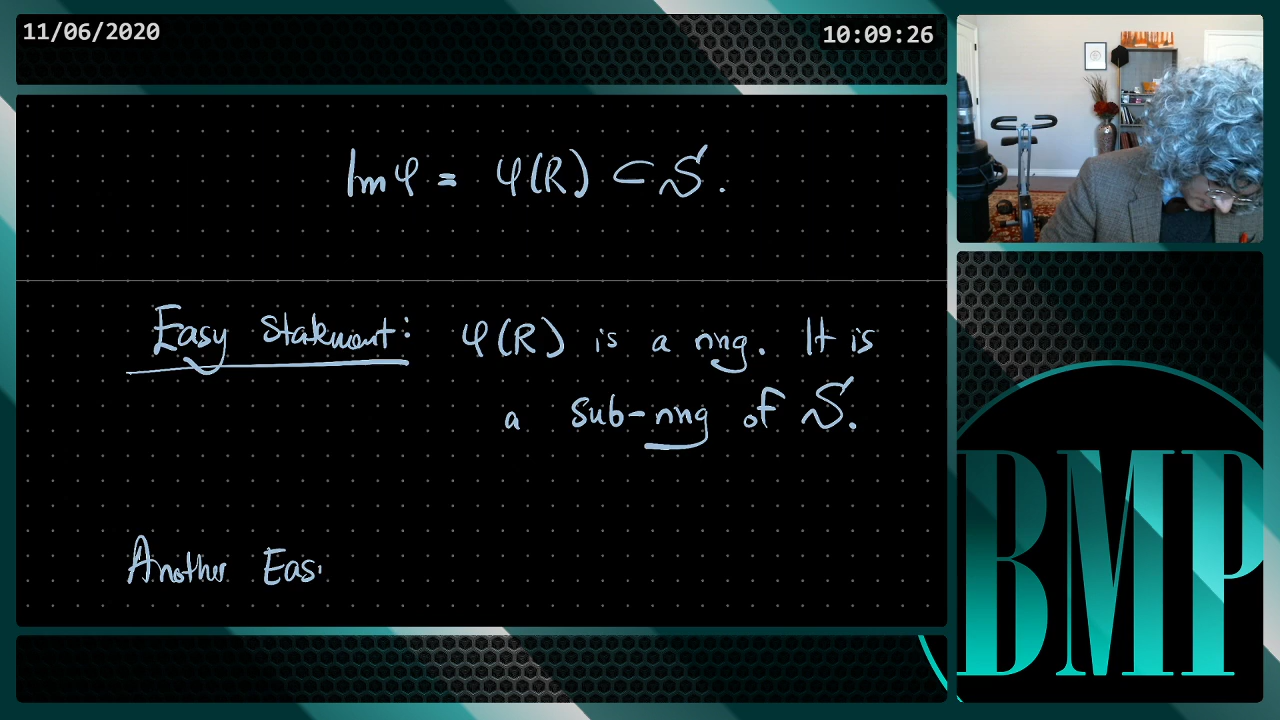 11/06/2020
10:09:26
Im φ = φ(R) ⊂ S.
Easy Statement: φ(R) is a ring. It is
a sub-ring of S.
Another Eas
BMP